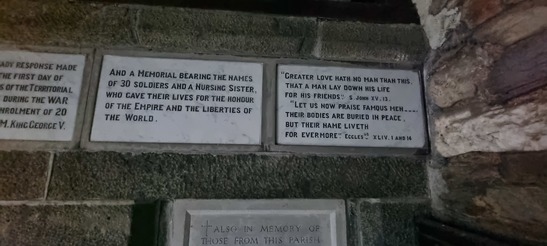 ADY RESPONSE MADE
THE FIRST DAY OF
S OF THE TERRITORIAL
DURING THE WAR
NROLMENT OF 20
M. KING GEORGE V.
AND A MEMORIAL BEARING THE NAMES
OF 30 SOLDIERS AND A NURSING SISTER,
WHO GAVE THEIR LIVES FOR THE HONOUR
OF THE EMPIRE AND THE LIBERTIES OF
THE WORLD.
"GREATER LOVE HATH NO MAN THAN THIS,
THAT A MAN LAY DOWN HIS LIFE
FOR HIS FRIENDS". S JOHN XV. 13.
"LET US NOW PRAISE FAMOUS MEN....
THEIR BODIES ARE BURIED IN PEACE,
BUT THEIR NAME LIVETH
FOR EVERMORE". ECCLES. XLIV. 1 AND 14
ALSO IN MEMORY OF
THOSE FROM THIS PARISH